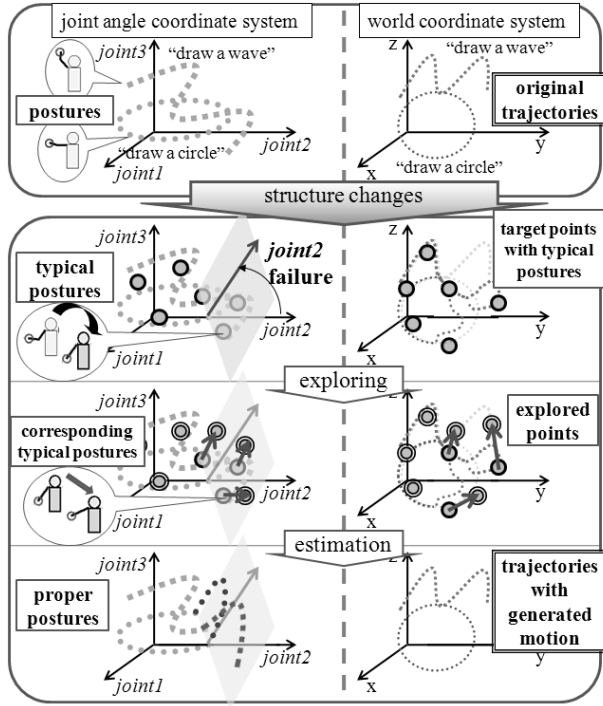 joint angle coordinate system
world coordinate system
joint3
"draw a wave"
z
"draw a wave"
postures
original
trajectories
"draw a circle"
joint2
joint1
"draw a circle"
x
y
structure changes
joint3
joint2
failure
z
target points
with typical
postures
typical
postures
joint2
joint1
y
x
exploring
joint3
z
corresponding
typical postures
explored
points
joint2
joint1
y
x
estimation
joint3
z
proper
postures
trajectories
with
generated
motion
joint2
joint1
y
x